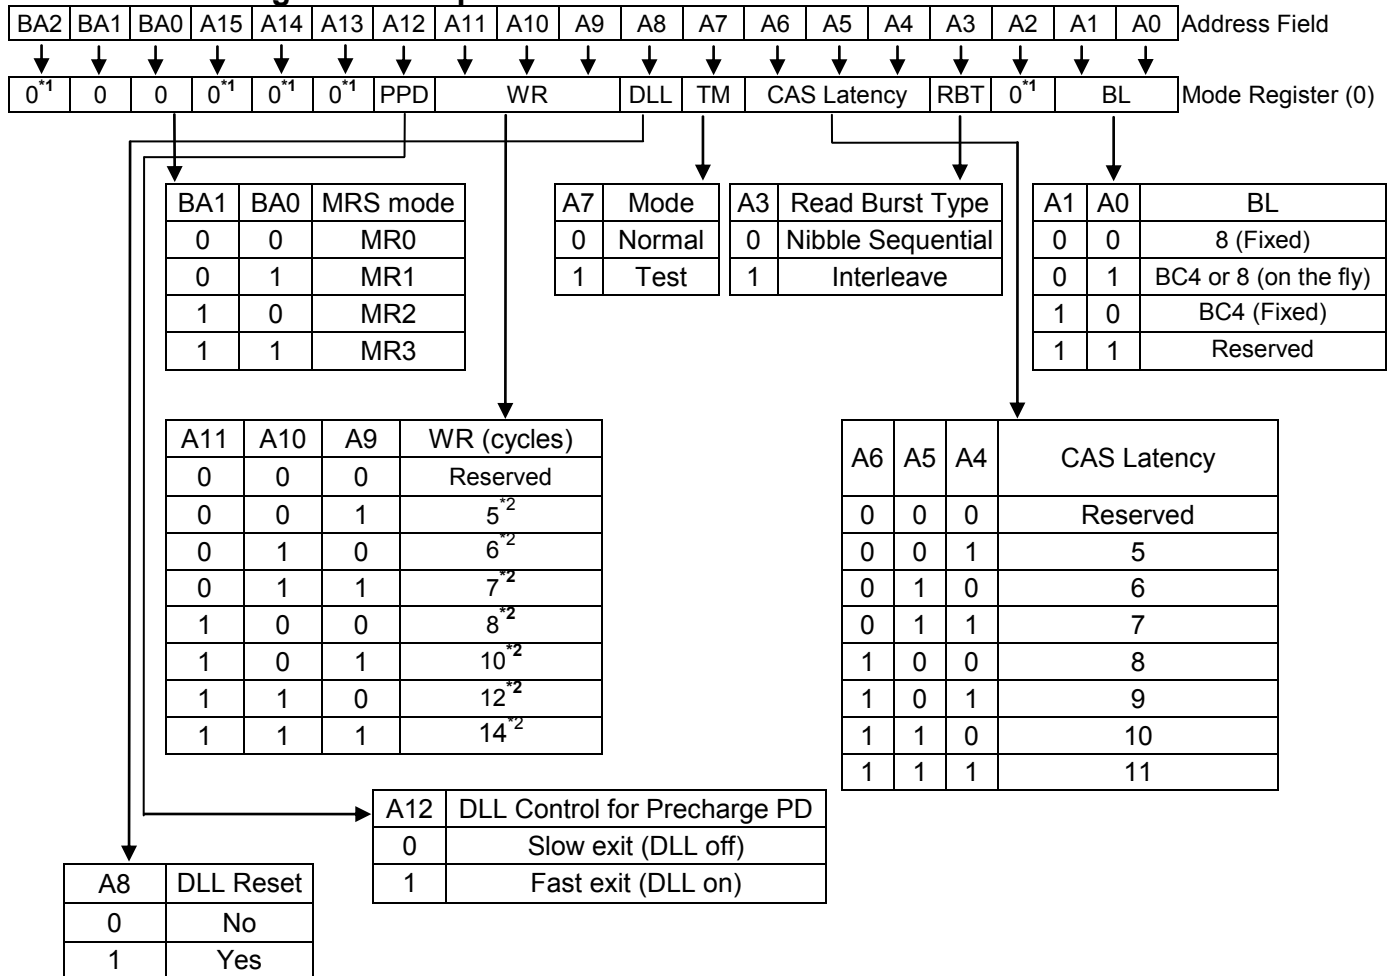 BA2 BA1 BA0 A15 A14 A13 A12 A11 A10 A9 A8 A7 A6 A5 A4 A3 A2 A1 A0 Address Field
0*1 0 0 0*1 0*1 0*1 PPD WR DLL TM CAS Latency RBT 0*1 BL Mode Register (0)
BA1 BA0 MRS mode
0 0 MR0
0 1 MR1
1 0 MR2
1 1 MR3
A7 Mode
0 Normal
1 Test
A3 Read Burst Type
0 Nibble Sequential
1 Interleave
A1 A0 BL
0 0 8 (Fixed)
0 1 BC4 or 8 (on the fly)
1 0 BC4 (Fixed)
1 1 Reserved
A11 A10 A9 WR (cycles)
0 0 0 Reserved
0 0 1 5*2
0 1 0 6*2
0 1 1 7*2
1 0 0 8*2
1 0 1 10*2
1 1 0 12*2
1 1 1 14*2
A6 A5 A4 CAS Latency
0 0 0 Reserved
0 0 1 5
0 1 0 6
0 1 1 7
1 0 0 8
1 0 1 9
1 1 0 10
1 1 1 11
A12 DLL Control for Precharge PD
0 Slow exit (DLL off)
1 Fast exit (DLL on)
A8 DLL Reset
0 No
1 Yes